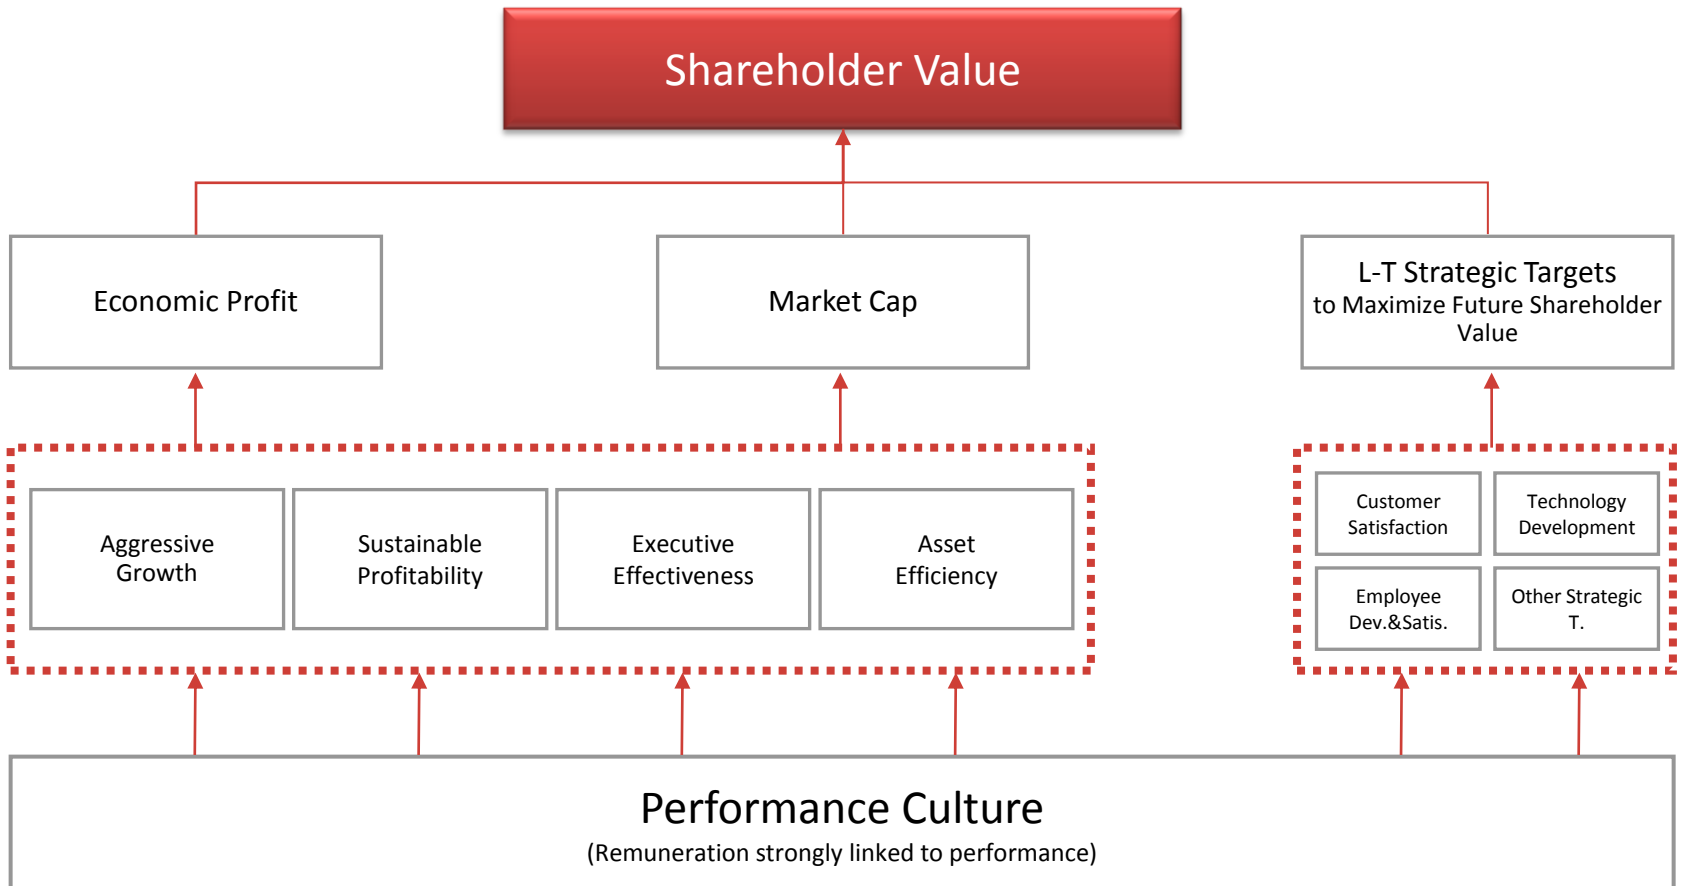 Shareholder Value
Economic Profit
Market Cap
L-T Strategic Targets
to Maximize Future Shareholder
Value
Aggressive
Growth
Sustainable
Profitability
Executive
Effectiveness
Asset
Efficiency
Customer
Satisfaction
Technology
Development
Employee
Dev.&Satis.
Other Strategic
T.
Performance Culture
(Remuneration strongly linked to performance)